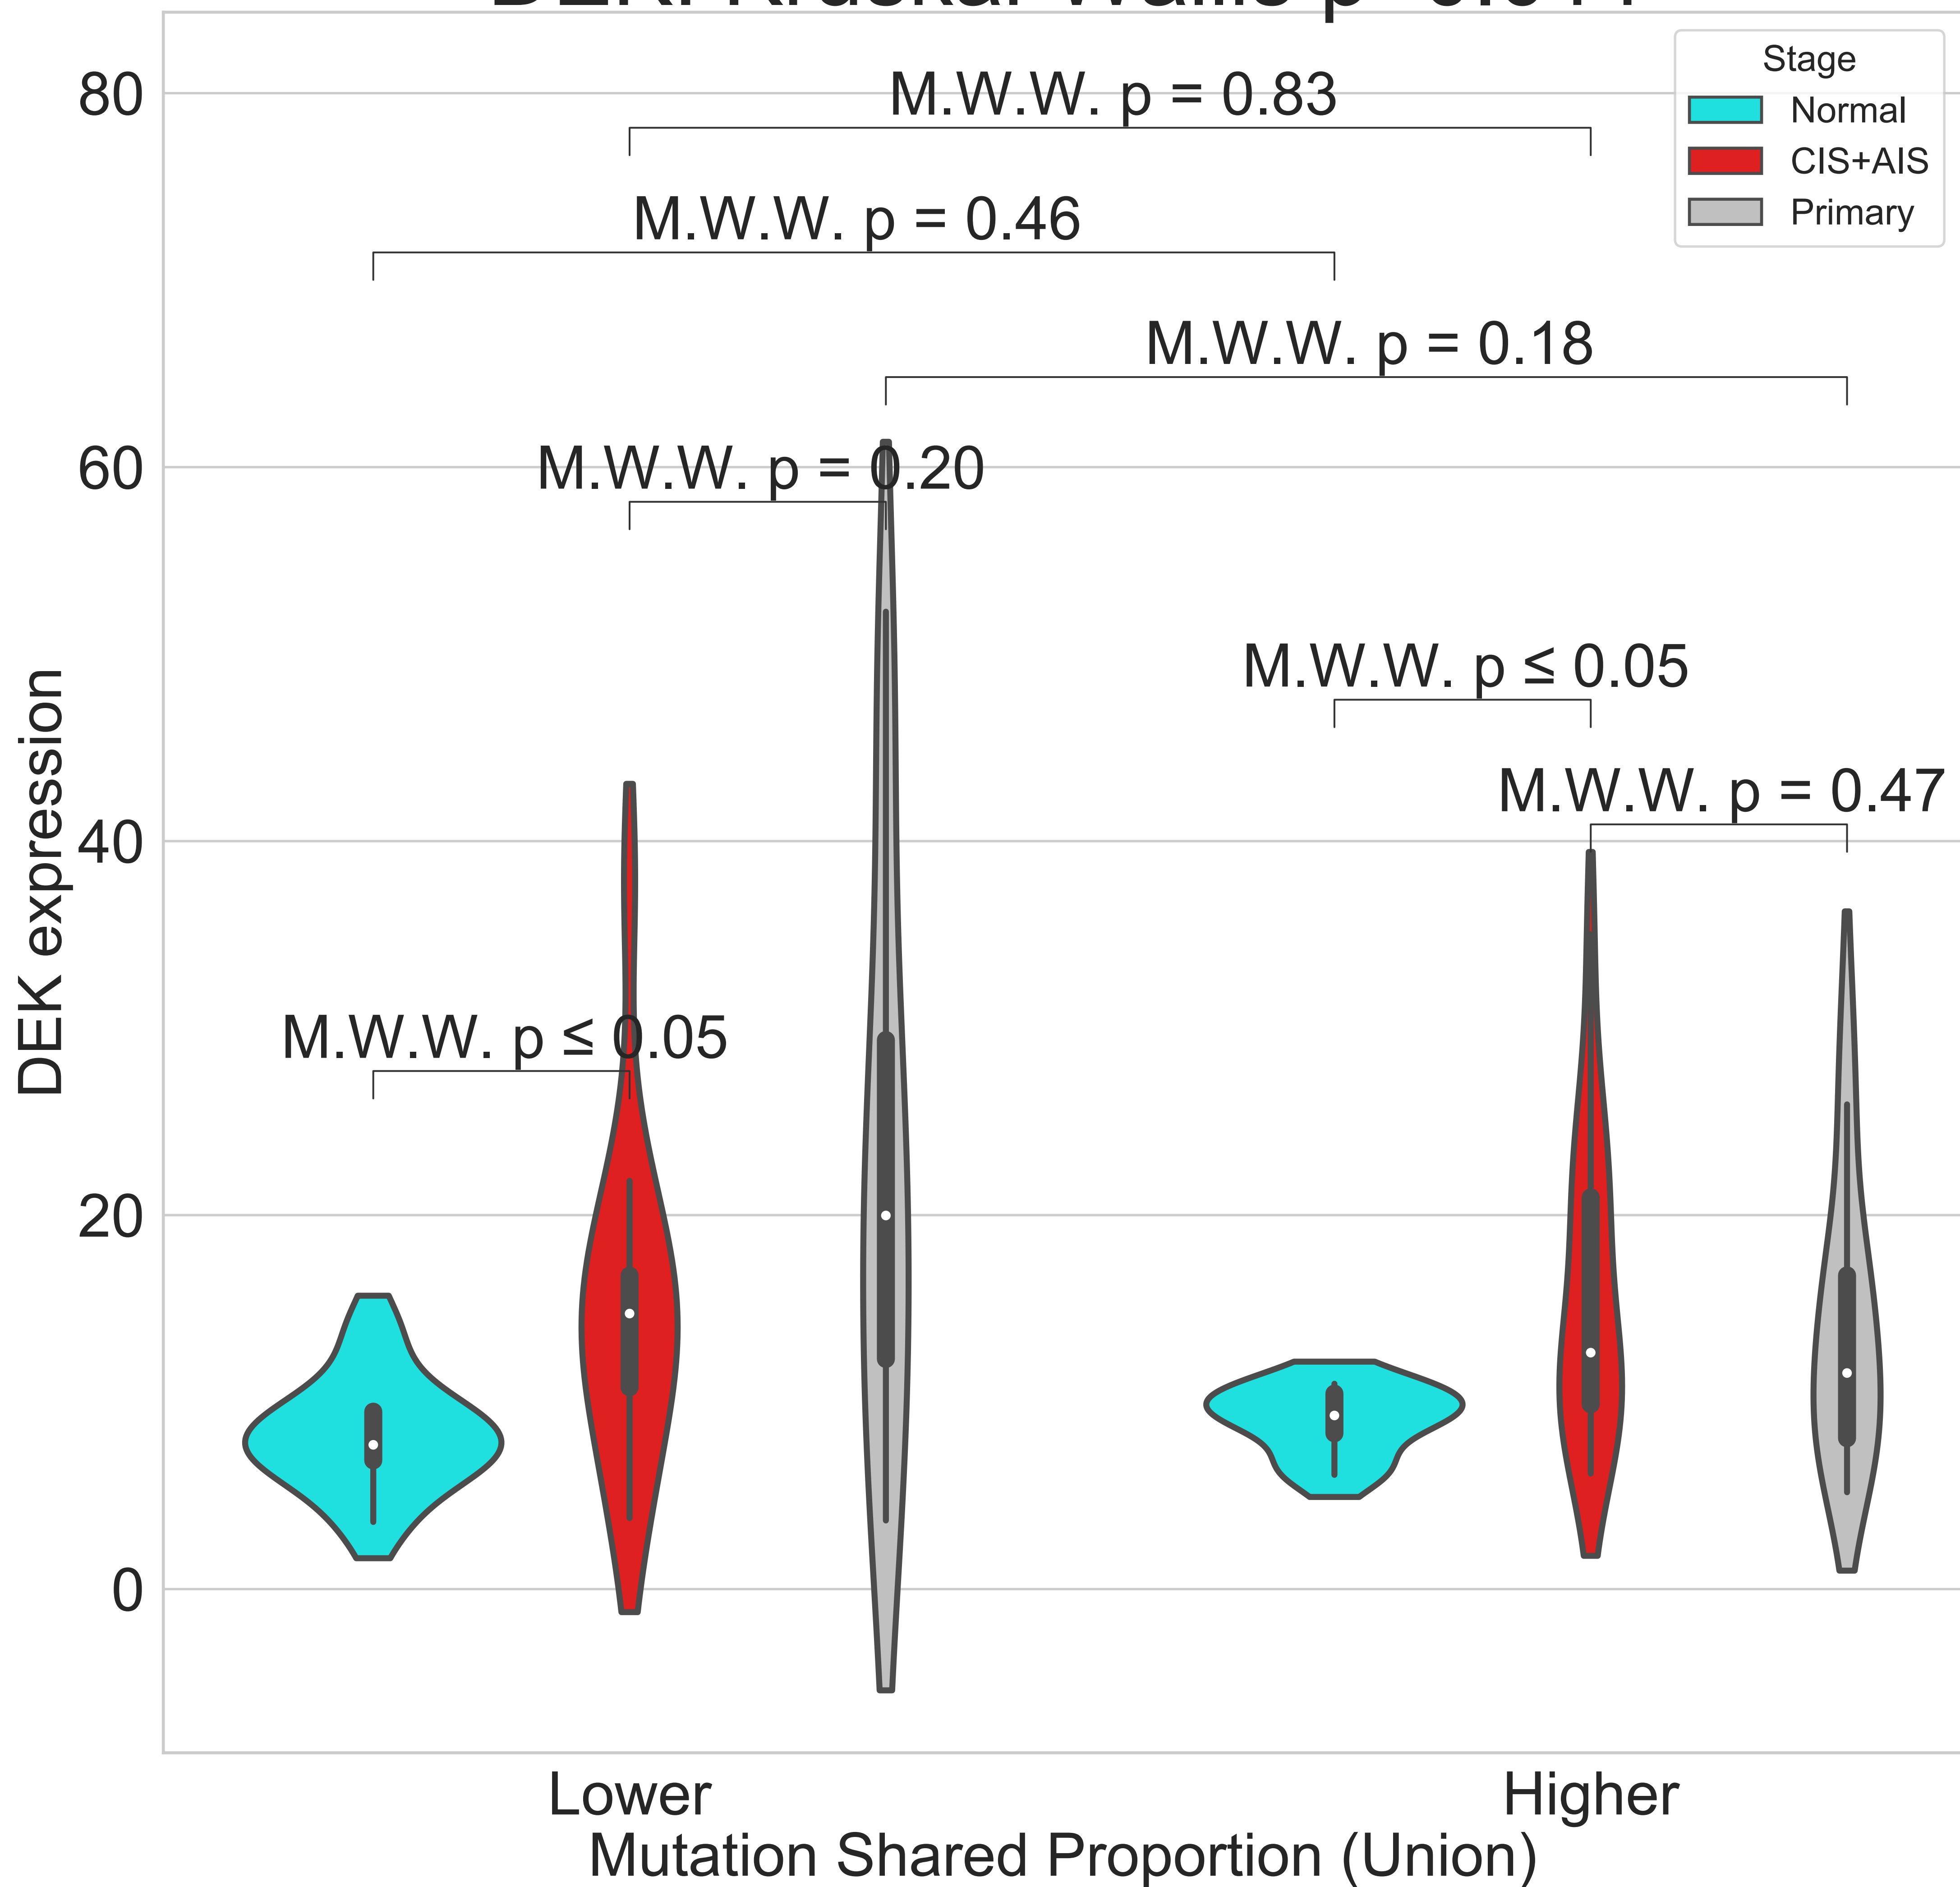 Stage
Normal
CIS+AIS
Primary
M.W.W. p = 0.83
M.W.W. p = 0.46
M.W.W. p = 0.18
M.W.W. p = 0.20
M.W.W. p ≤ 0.05
M.W.W. p = 0.47
M.W.W. p ≤ 0.05
80
60
40
20
0
DEK expression
Lower
Higher
Mutation Shared Proportion (Union)